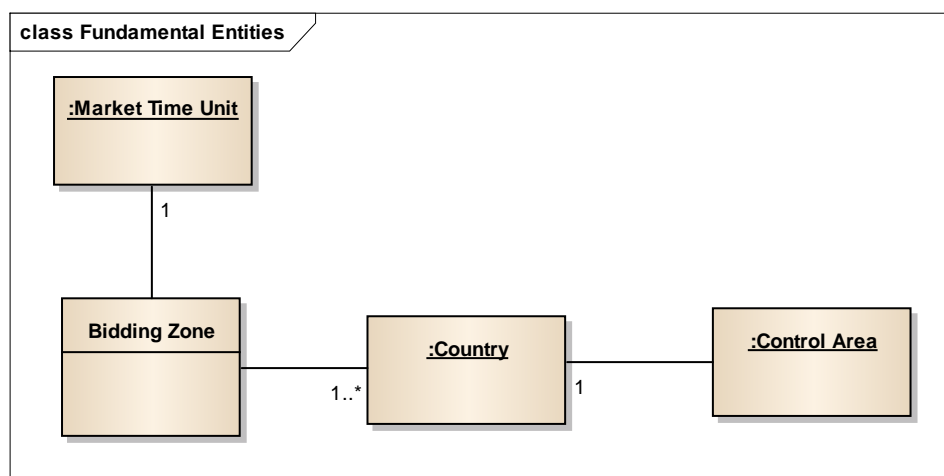 class Fundamental Entities
:Market Time Unit
1
Bidding Zone
1..*
:Country
1
:Control Area